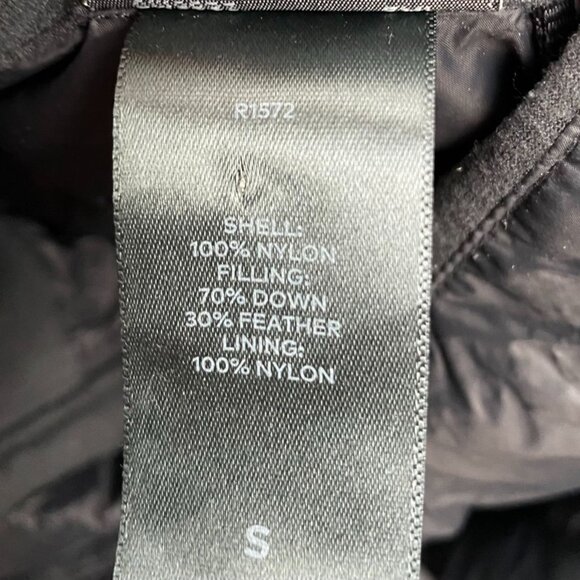 R1572
SHELL:
100% NYLON
FILLING:
70% DOWN
30% FEATHER
LINING:
100% NYLON
S